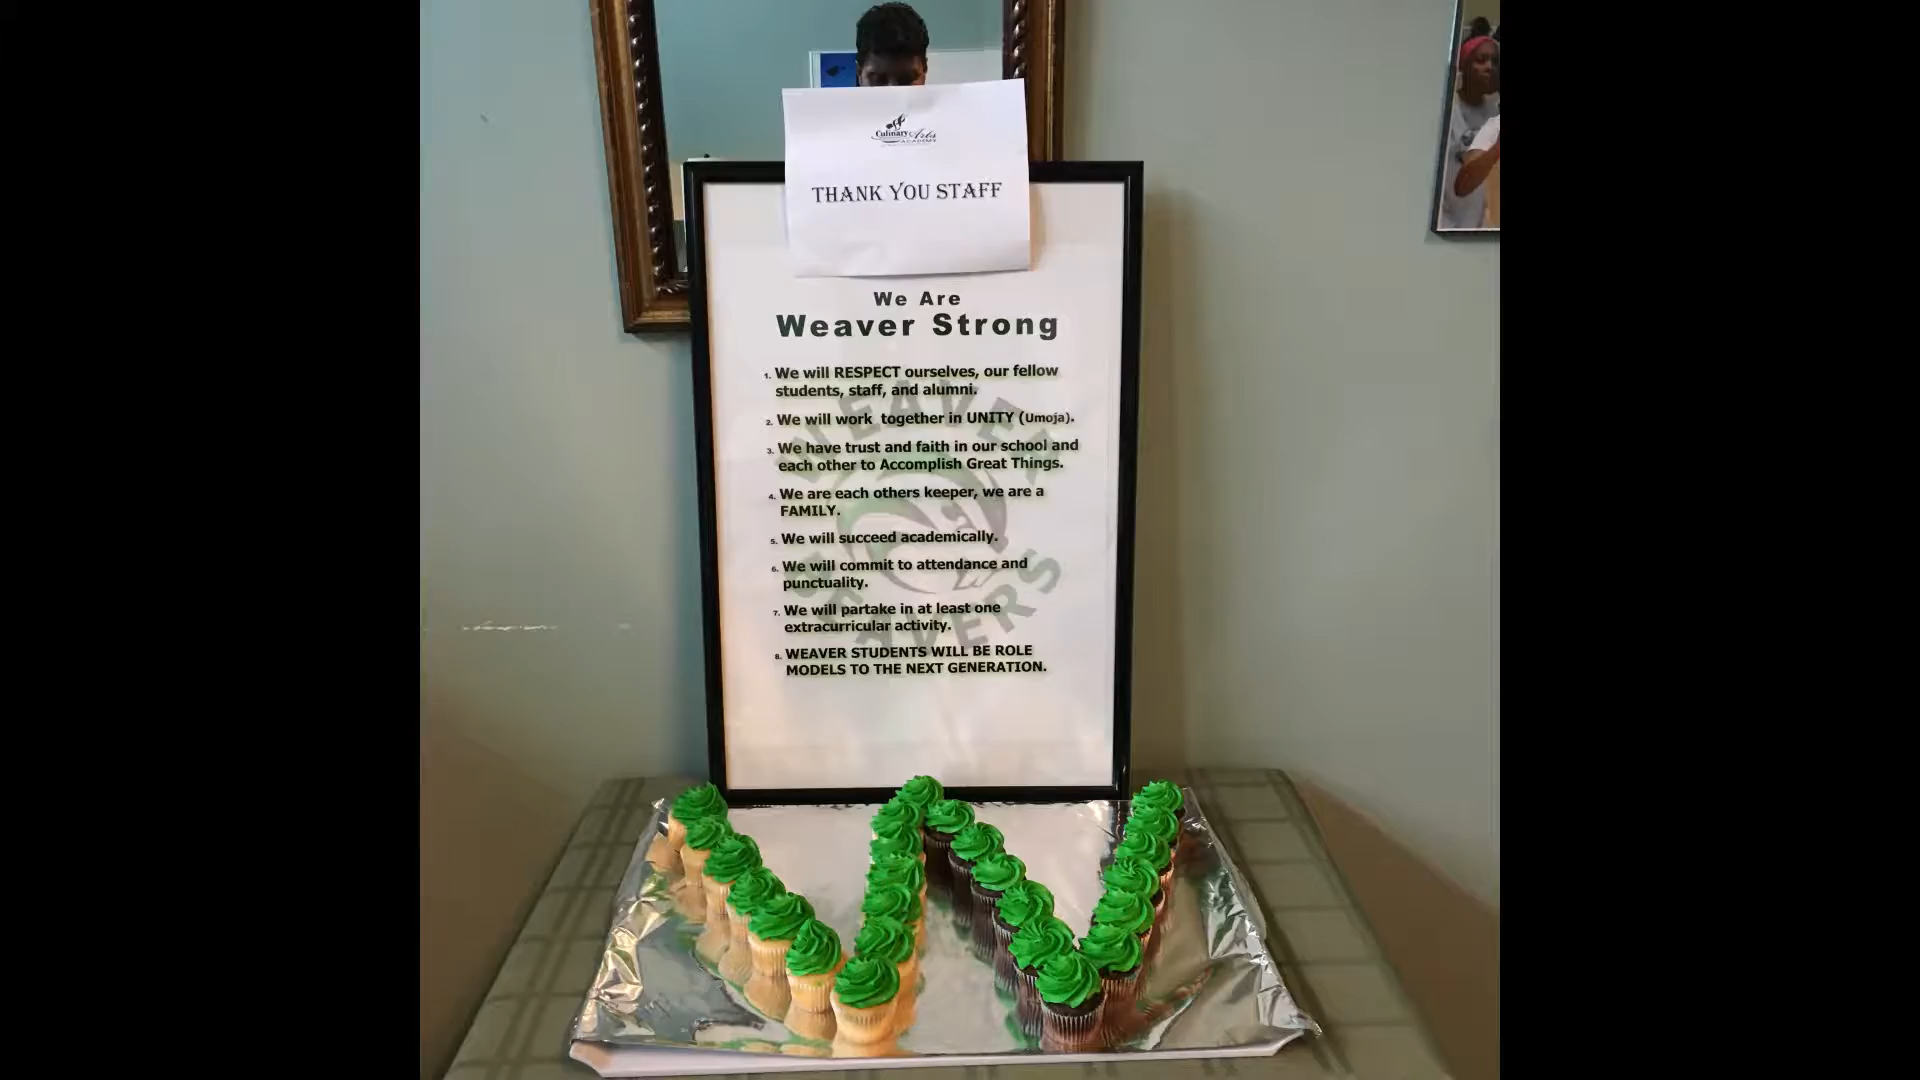 Culinary Arts
ACADEMY
THANK YOU STAFF
We Are
Weaver Strong
1. We will RESPECT ourselves, our fellow
students, staff, and alumni.
2. We will work together in UNITY (Umoja).
3. We have trust and faith in our school and
each other to Accomplish Great Things.
4. We are each others keeper, we are a
FAMILY.
5. We will succeed academically.
6. We will commit to attendance and
punctuality.
7. We will partake in at least one
extracurricular activity.
8. WEAVER STUDENTS WILL BE ROLE
MODELS TO THE NEXT GENERATION.
WEAVER
BEAVERS